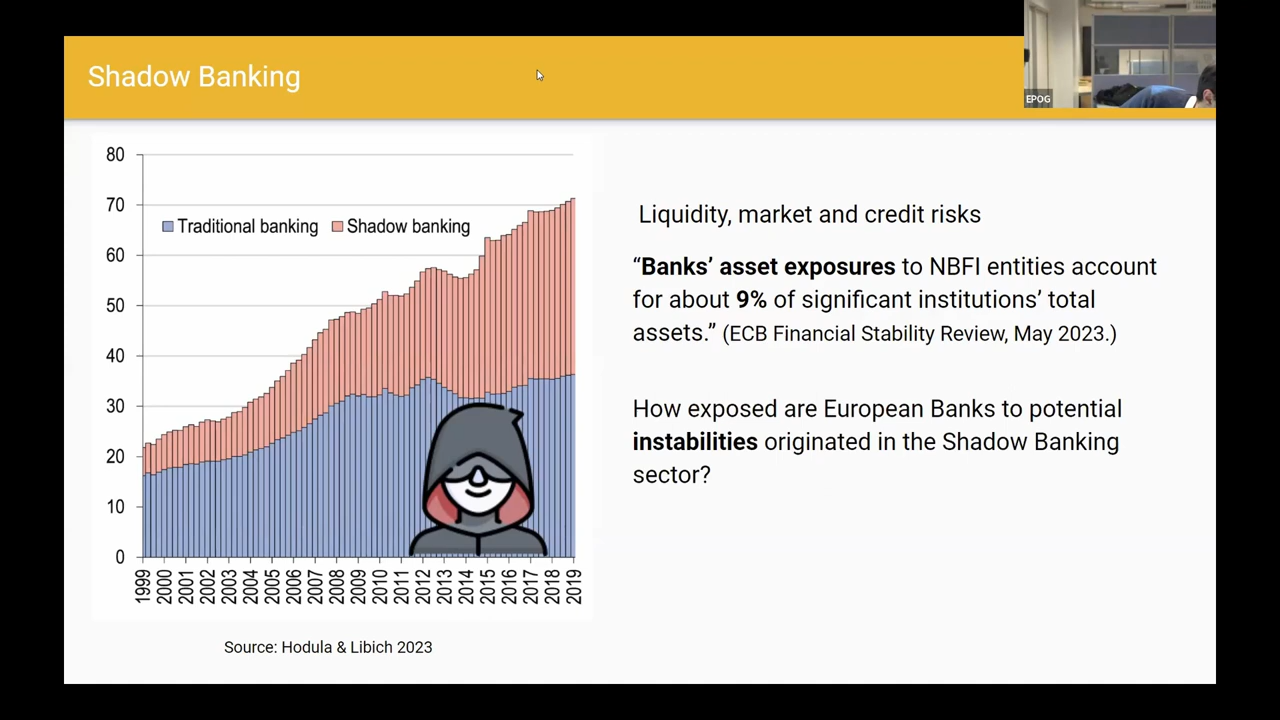 Shadow Banking
EPOG
80
70
60
50
40
30
20
10
0
Traditional banking Shadow banking
1999 2000 2001 2002 2003 2004 2005 2006 2007 2008 2009 2010 2011 2012 2013 2014 2015 2016 2017 2018 2019
Source: Hodula & Libich 2023
Liquidity, market and credit risks
“Banks’ asset exposures to NBFI entities account
for about 9% of significant institutions’ total
assets.” (ECB Financial Stability Review, May 2023.)
How exposed are European Banks to potential
instabilities originated in the Shadow Banking
sector?